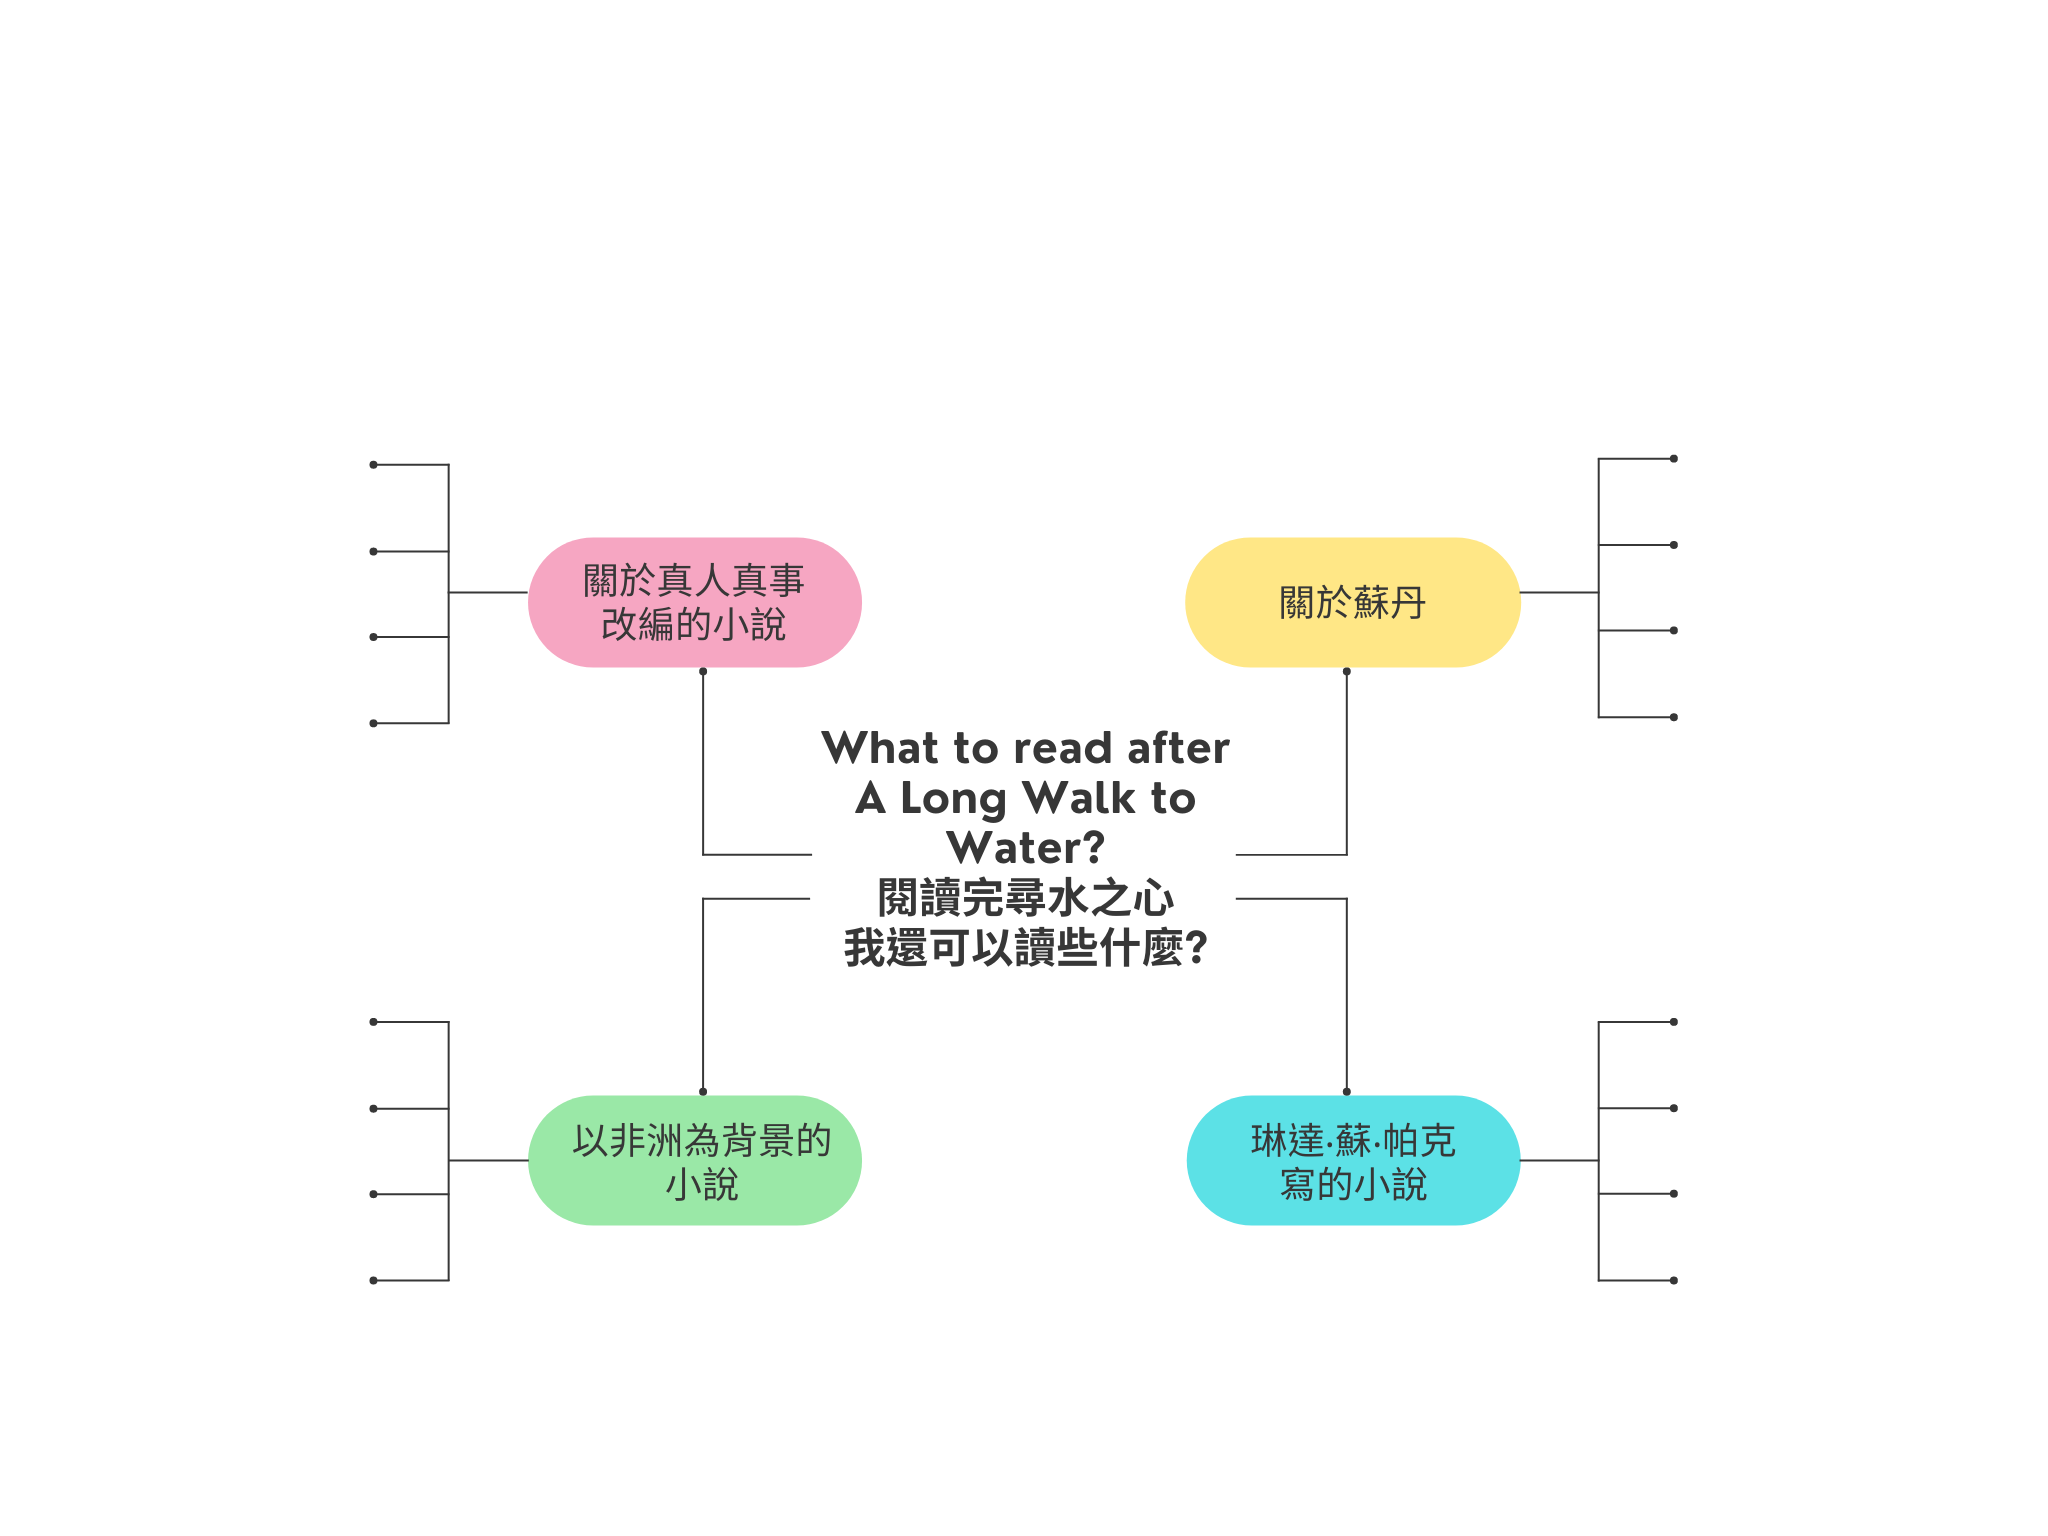 關於真人真事
改編的小說
關於蘇丹
What to read after
A Long Walk to
Water?
閱讀完尋水之心
我還可以讀些什麼?
以非洲為背景的
小說
琳達·蘇·帕克
寫的小說